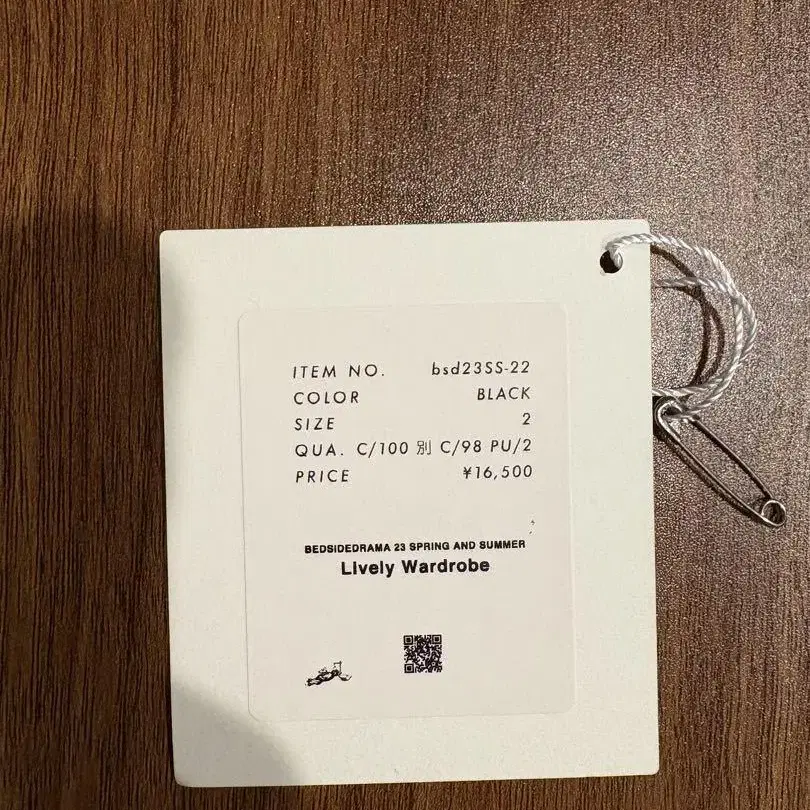 ITEM NO. bsd23SS-22
COLOR BLACK
SIZE 2
QUA. C/100 別 C/98 PU/2
PRICE ¥16,500
BEDSIDEDRAMA 23 SPRING AND SUMMER
Lively Wardrobe